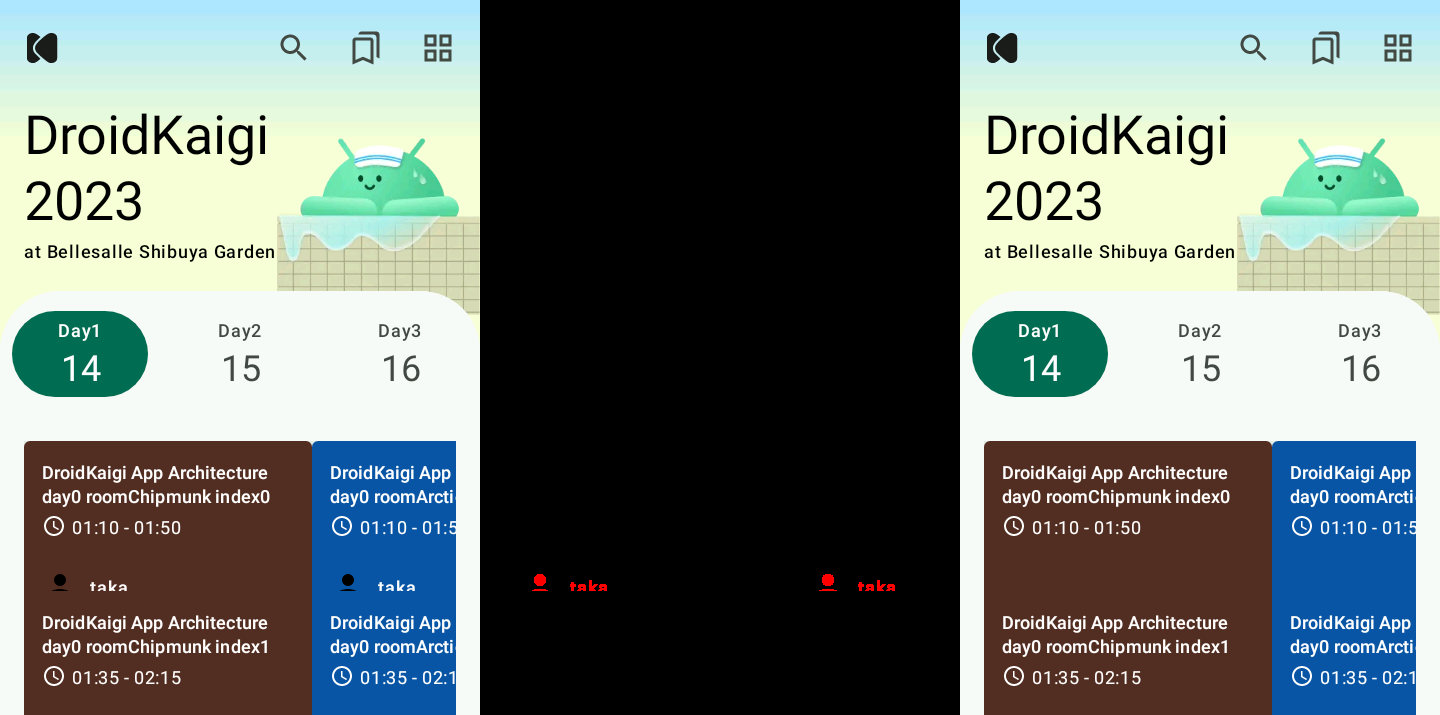 DroidKaigi
2023
at Bellesalle Shibuya Garden
Day1
14
Day2
15
Day3
16
DroidKaigi App Architecture
day0 roomChipmunk index0
01:10 - 01:50
taka
DroidKaigi App
day0 roomArcti
01:10 - 01:5
taka
DroidKaigi App Architecture
day0 roomChipmunk index1
01:35 - 02:15
DroidKaigi App
day0 roomArcti
01:35 - 02:1
taka
taka
DroidKaigi
2023
at Bellesalle Shibuya Garden
Day1
14
Day2
15
Day3
16
DroidKaigi App Architecture
day0 roomChipmunk index0
01:10 - 01:50
DroidKaigi App
day0 roomArcti
01:10 - 01:5
DroidKaigi App Architecture
day0 roomChipmunk index1
01:35 - 02:15
DroidKaigi App
day0 roomArcti
01:35 - 02:1